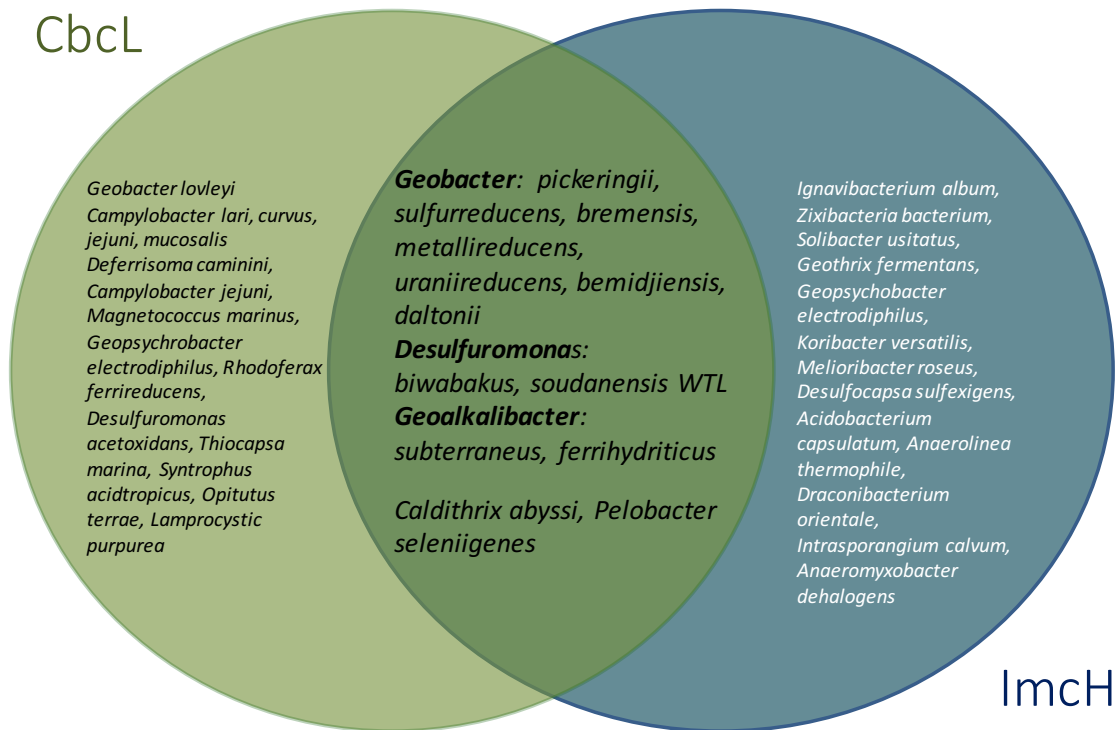 CbcL
Geobacter lovleyi
Campylobacter lari, curvus,
jejuni, mucosalis
Deferrisoma caminini,
Campylobacter jejuni,
Magnetococcus marinus,
Geopsychrobacter
electrodiphilus, Rhodoferax
ferrireducens,
Desulfuromonas
acetoxidans, Thiocapsa
marina, Syntrophus
acidtropicus, Opitutus
terrae, Lamprocystic
purpurea
Geobacter: pickeringii,
sulfurreducens, bremensis,
metallireducens,
uraniireducens, bemidjiensis,
daltonii
Desulfuromonas:
biwabakus, soudanensis WTL
Geoalkalibacter:
subterraneus, ferrihydriticus
Caldithrix abyssi, Pelobacter
seleniigenes
Ignavibacterium album,
Zixibacteria bacterium,
Solibacter usitatus,
Geothrix fermentans,
Geopsychobacter
electrodiphilus,
Koribacter versatilis,
Melioribacter roseus,
Desulfocapsa sulfexigens,
Acidobacterium
capsulatum, Anaerolinea
thermophile,
Draconibacterium
orientale,
Intrasporangium calvum,
Anaeromyxobacter
dehalogens
ImcH